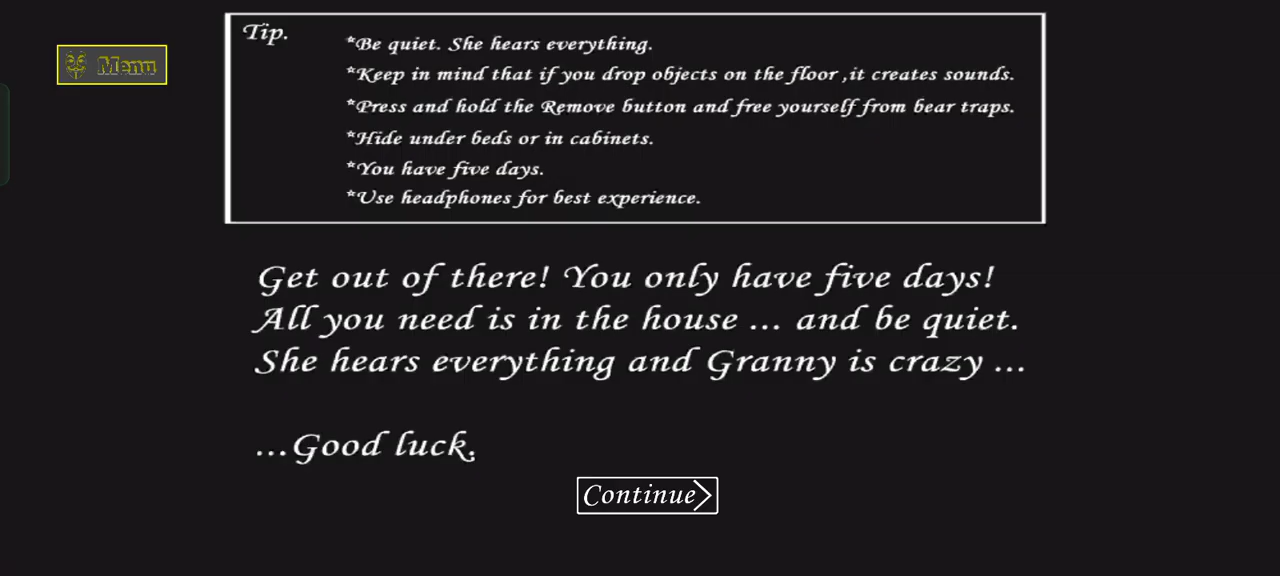 Tip.
Menu
*Be quiet. She hears everything.
*Keep in mind that if you drop objects on the floor ,it creates sounds.
*Press and hold the Remove button and free yourself from bear traps.
*Hide under beds or in cabinets.
*You have five days.
*Use headphones for best experience.
Get out of there! You only have five days!
All you need is in the house ... and be quiet.
She hears everything and Granny is crazy ...
...Good luck.
Continue